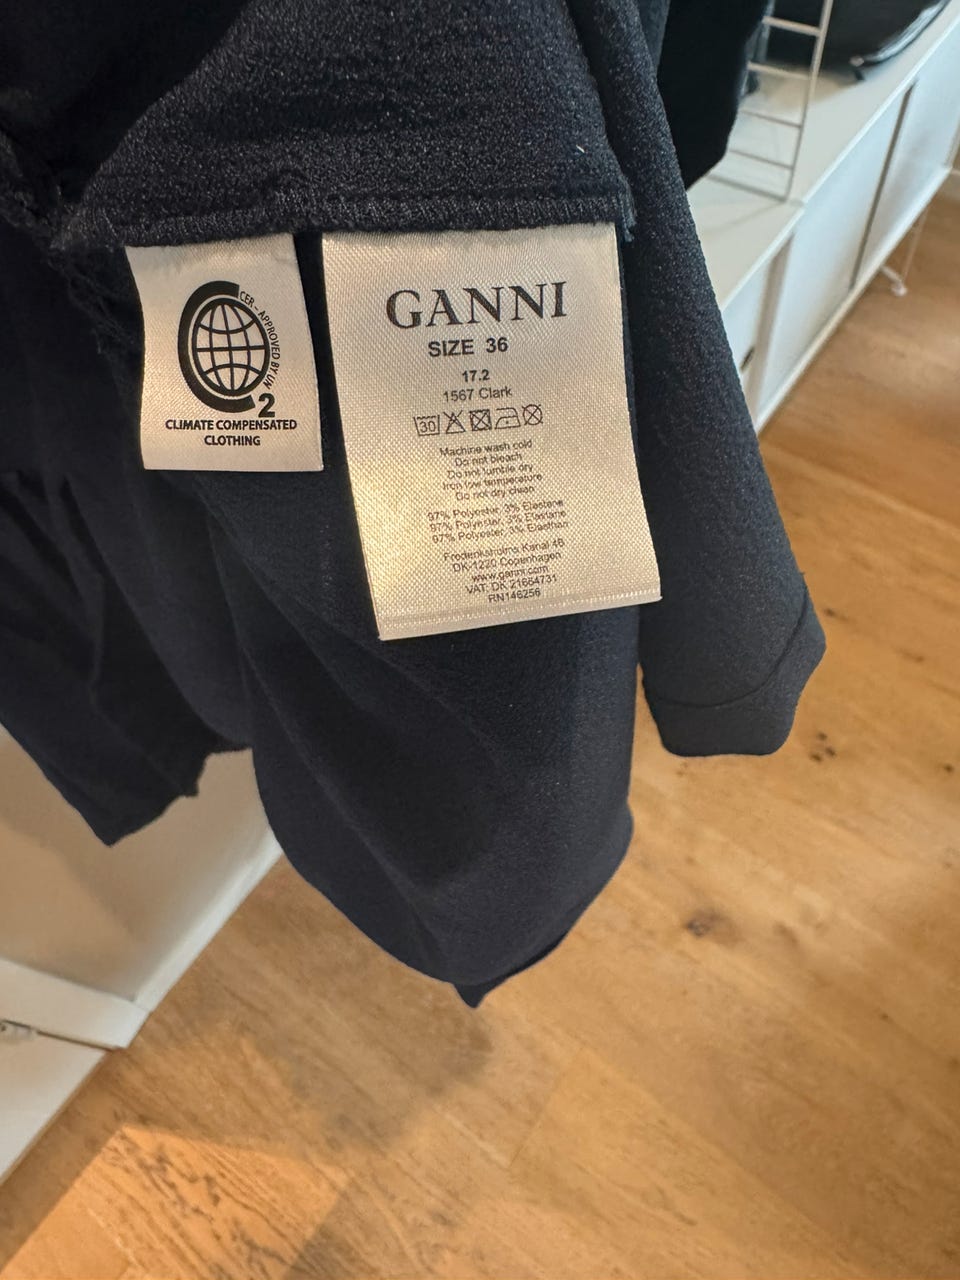 CER - APPROVED BY UN
2
CLIMATE COMPENSATED
CLOTHING
GANNI
SIZE 36
17.2
1567 Clark
30
Machine wash cold
Do not bleach
Do not tumble dry
Iron low temperature
Do not dry clean
97% Polyester, 3% Elastane
97% Polyester, 3% Elastane
97% Polyester, 3% Elasthan
Frederiksholms Kanal 4B
DK-1220 Copenhagen
www.ganni.com
VAT: DK 21664731
RN146256